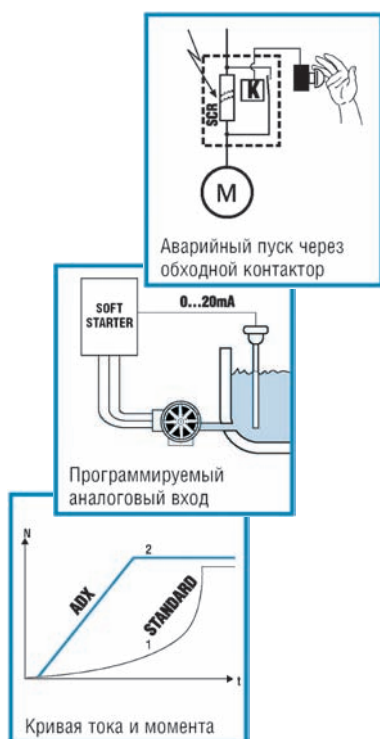 SCR
K
M
Аварийный пуск через
обходной контактор
SOFT
STARTER
0...20mA
Программируемый
аналоговый вход
N
ADX
2
STANDARD
1
t
Кривая тока и момента